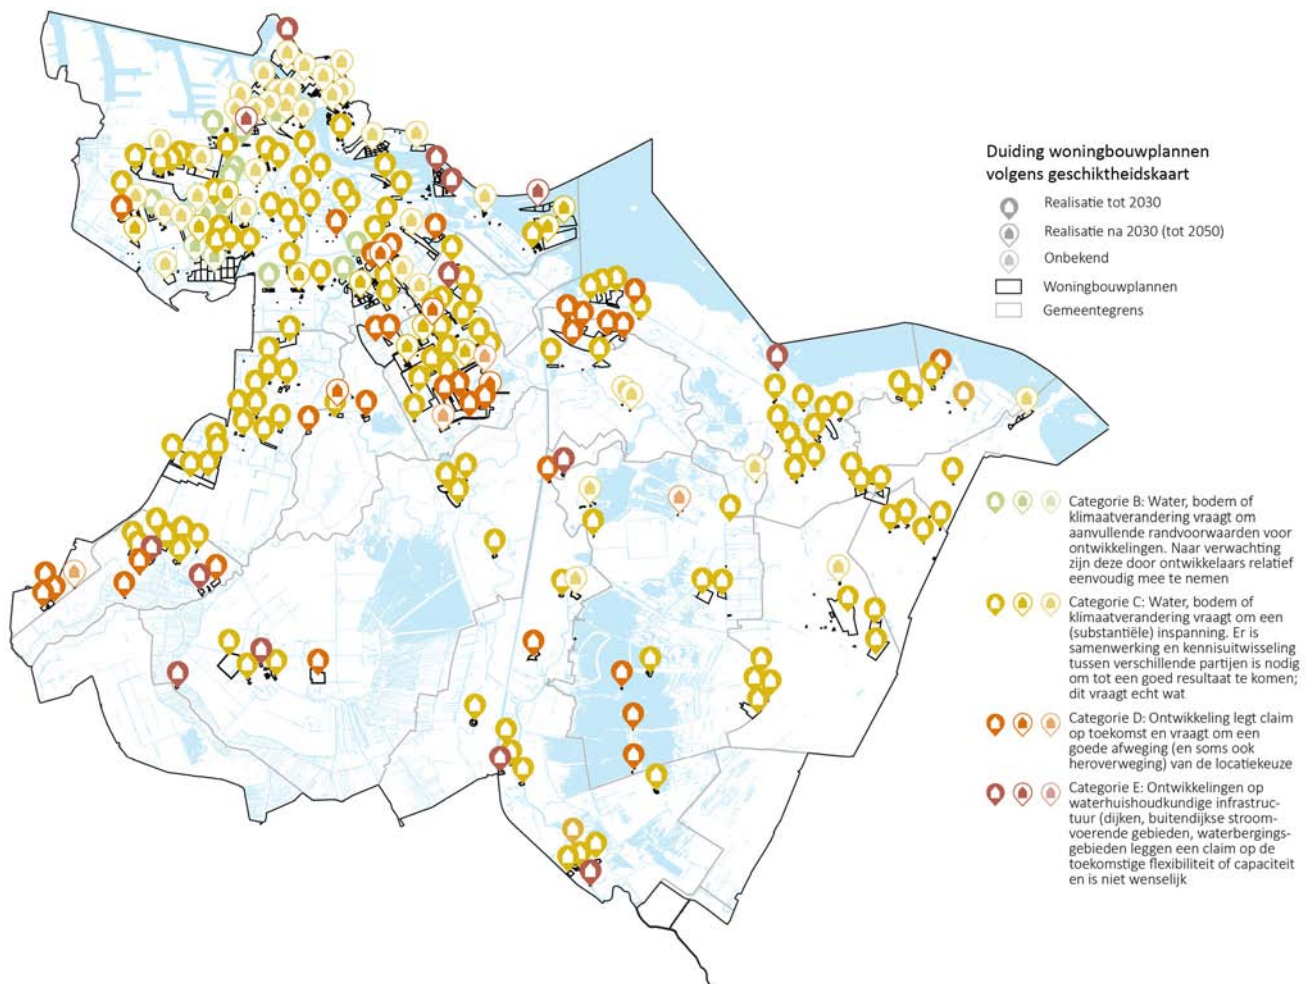 Duiding woningbouwplannen
volgens geschiktheidskaart
Realisatie tot 2030
Realisatie na 2030 (tot 2050)
Onbekend
Woningbouwplannen
Gemeentegrens
Categorie B: Water, bodem of
klimaatverandering vraagt om
aanvullende randvoorwaarden voor
ontwikkelingen. Naar verwachting
zijn deze door ontwikkelaars relatief
eenvoudig mee te nemen
Categorie C: Water, bodem of
klimaatverandering vraagt om een
(substantiële) inspanning. Er is
samenwerking en kennisuitwisseling
tussen verschillende partijen is nodig
om tot een goed resultaat te komen;
dit vraagt echt wat
Categorie D: Ontwikkeling legt claim
op toekomst en vraagt om een
goede afweging (en soms ook
heroverweging) van de locatiekeuze
Categorie E: Ontwikkelingen op
waterhuishoudkundige infrastruc-
tuur (dijken, buitendijkse stroom-
voerende gebieden, waterbergings-
gebieden leggen een claim op de
toekomstige flexibiliteit of capaciteit
en is niet wenselijk